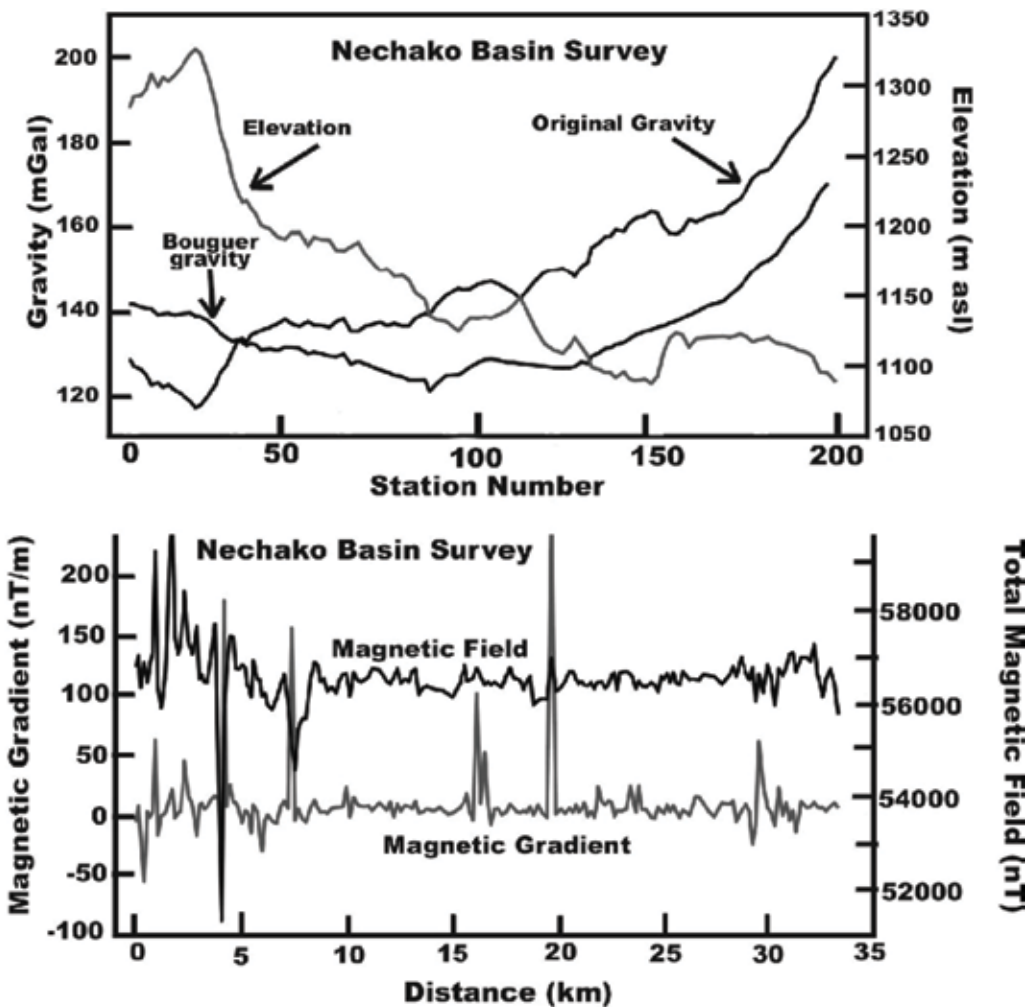 Nechako Basin Survey
Gravity (mGal)
200
180
160
140
120
Elevation
Original Gravity
Bouguer
gravity
1350
1300
1250
1200
1150
1100
1050
Elevation (m asl)
0 50 100 150 200
Station Number
Nechako Basin Survey
Magnetic Gradient (nT/m)
200
150
100
50
0
-50
-100
Magnetic Field
Magnetic Gradient
58000
56000
54000
52000
Total Magnetic Field (nT)
0 5 10 15 20 25 30 35
Distance (km)